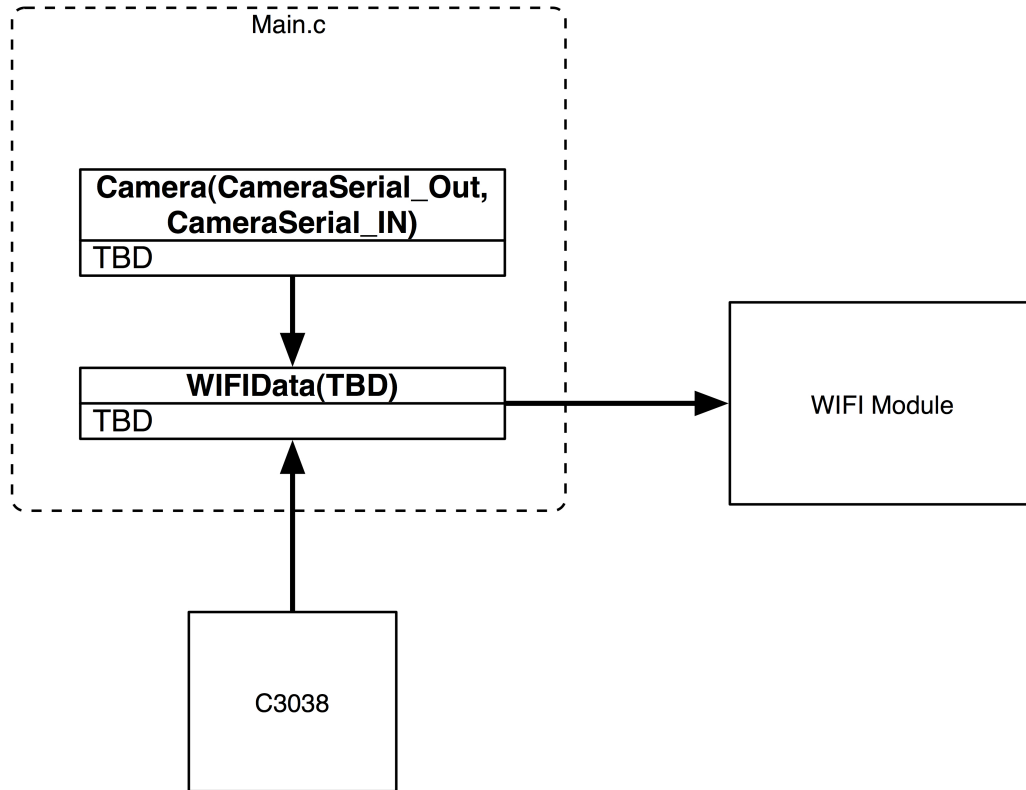 Main.c
Camera(CameraSerial_Out,
CameraSerial_IN)
TBD
WIFIData(TBD)
TBD
WIFI Module
C3038